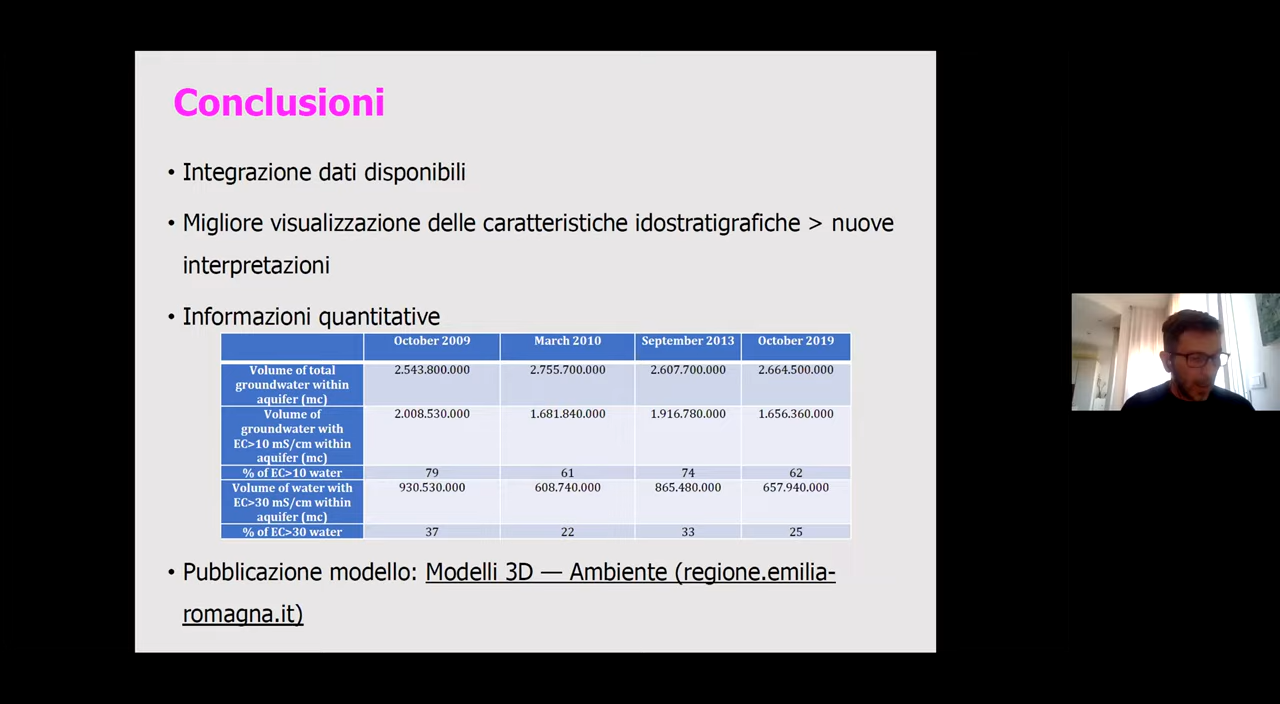 Conclusioni
• Integrazione dati disponibili
• Migliore visualizzazione delle caratteristiche idostratigrafiche > nuove
interpretazioni
• Informazioni quantitative
October 2009 March 2010 September 2013 October 2019
Volume of total
groundwater within
aquifer (mc)
2.543.800.000 2.755.700.000 2.607.700.000 2.664.500.000
Volume of
groundwater with
EC>10 mS/cm within
aquifer (mc)
2.008.530.000 1.681.840.000 1.916.780.000 1.656.360.000
% of EC>10 water 79 61 74 62
Volume of water with
EC>30 mS/cm within
aquifer (mc)
930.530.000 608.740.000 865.480.000 657.940.000
% of EC>30 water 37 22 33 25
• Pubblicazione modello: Modelli 3D — Ambiente (regione.emilia-
romagna.it)